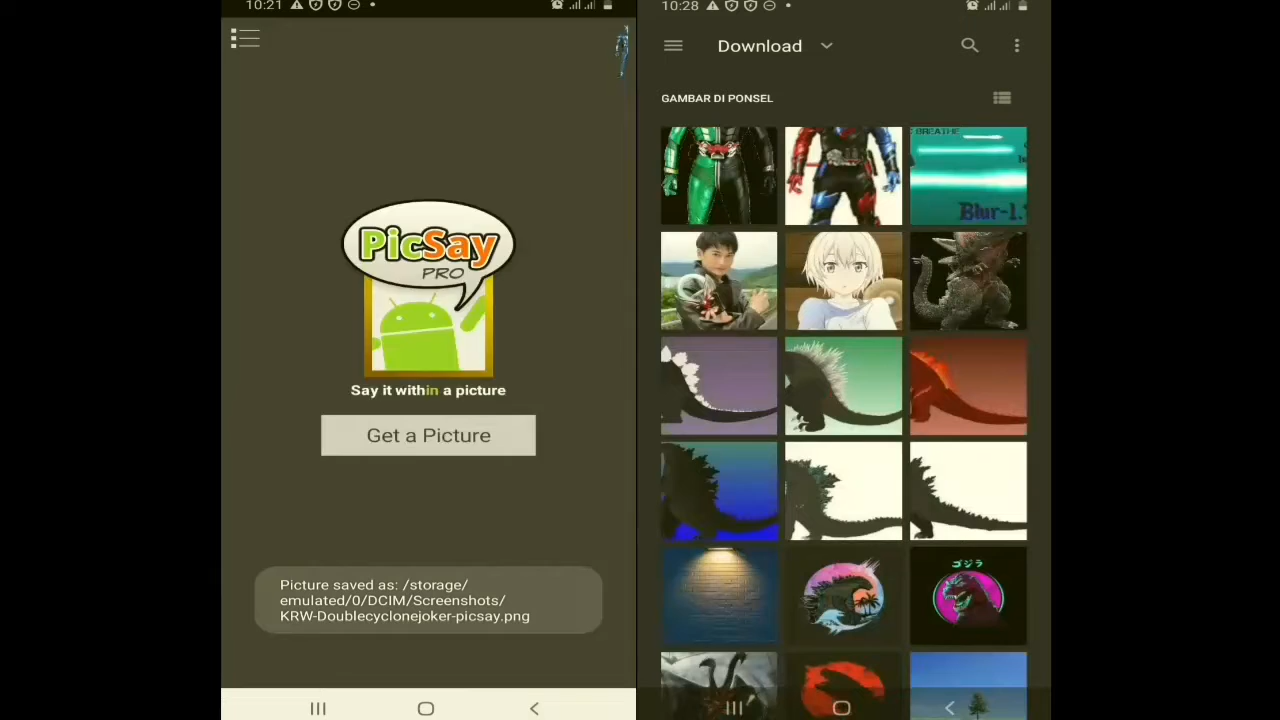 10:21
PicSay
PRO
Say it within a picture
Get a Picture
Picture saved as: /storage/
emulated/0/DCIM/Screenshots/
KRW-Doublecyclonejoker-picsay.png
10:28
Download
GAMBAR DI PONSEL
BREATHE
Blur-1.
ゴジラ